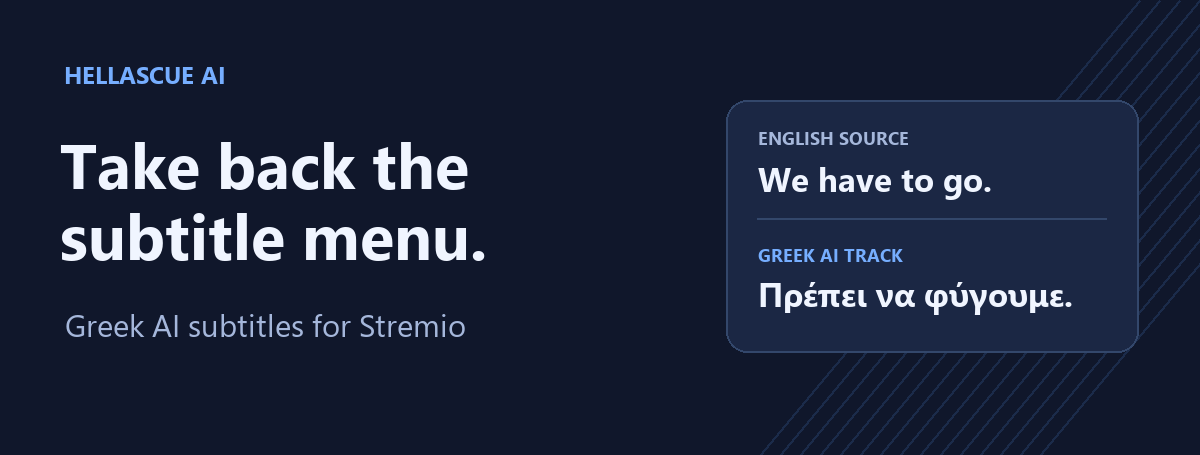 HELLASCUE AI
Take back the
subtitle menu.
Greek AI subtitles for Stremio
ENGLISH SOURCE
We have to go.
GREEK AI TRACK
Πρέπει να φύγουμε.